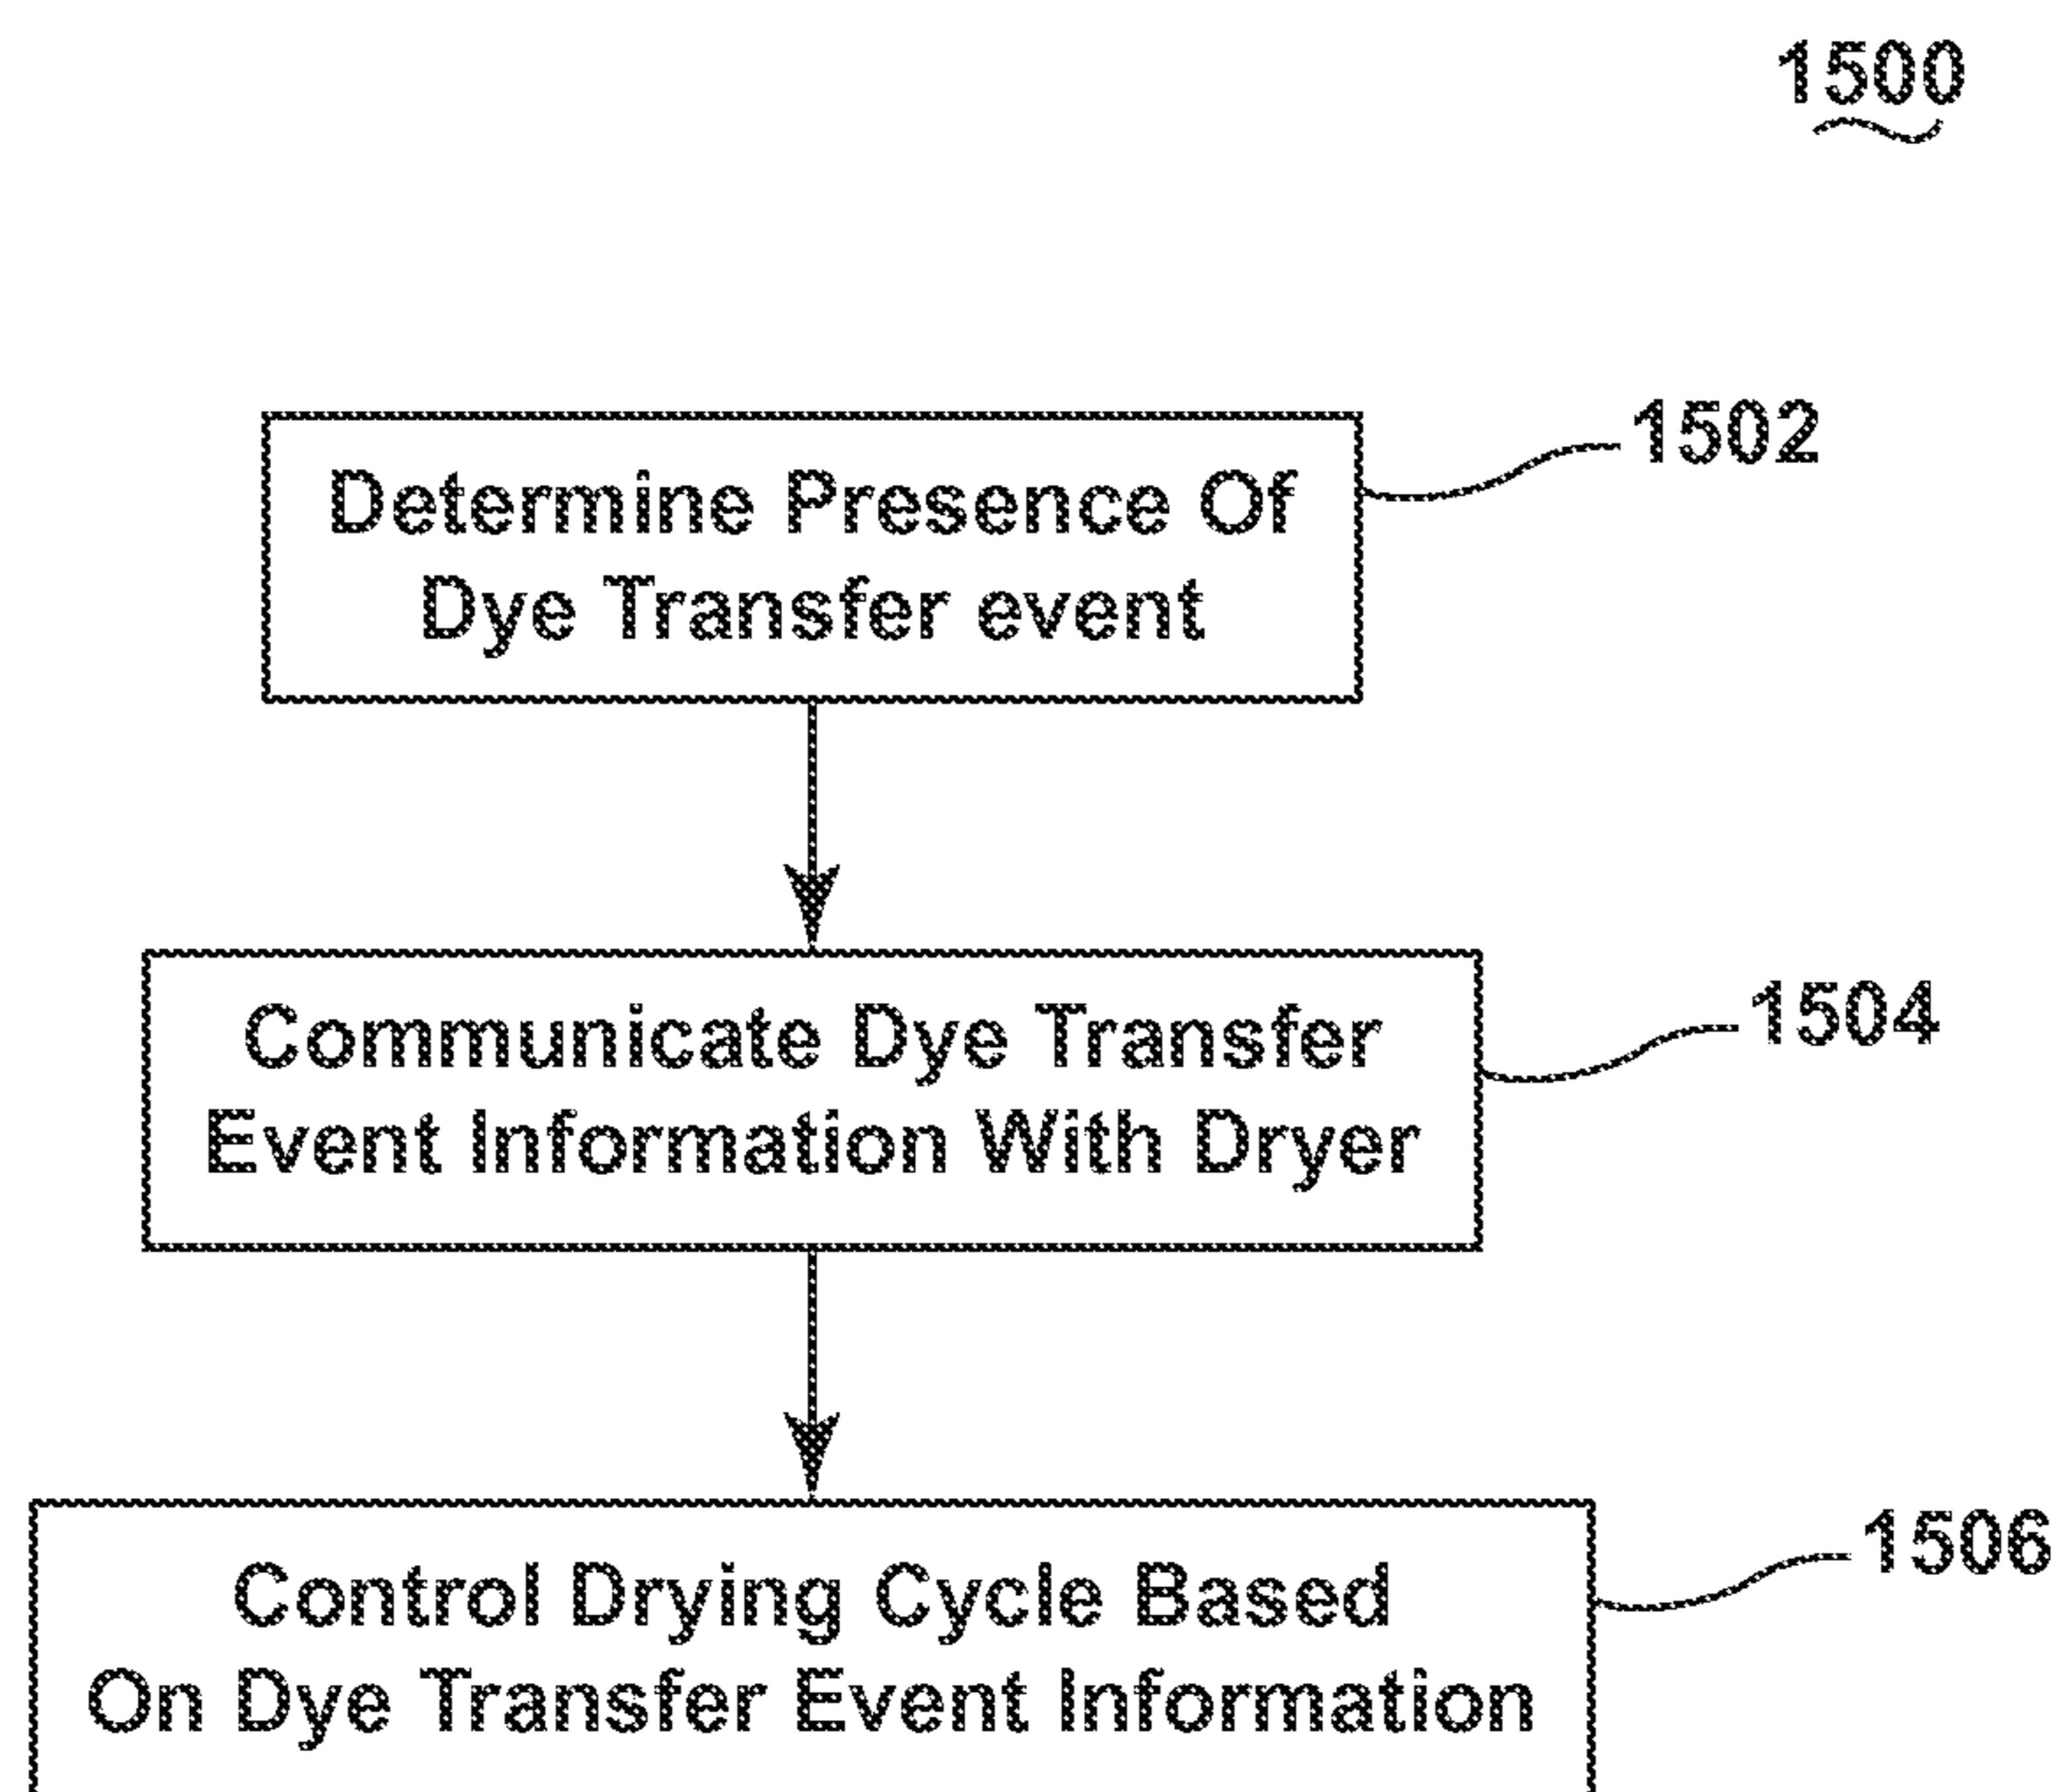 1500
Determine Presence Of
Dye Transfer event
1502
Communicate Dye Transfer
Event Information With Dryer
1504
Control Drying Cycle Based
On Dye Transfer Event Information
1506